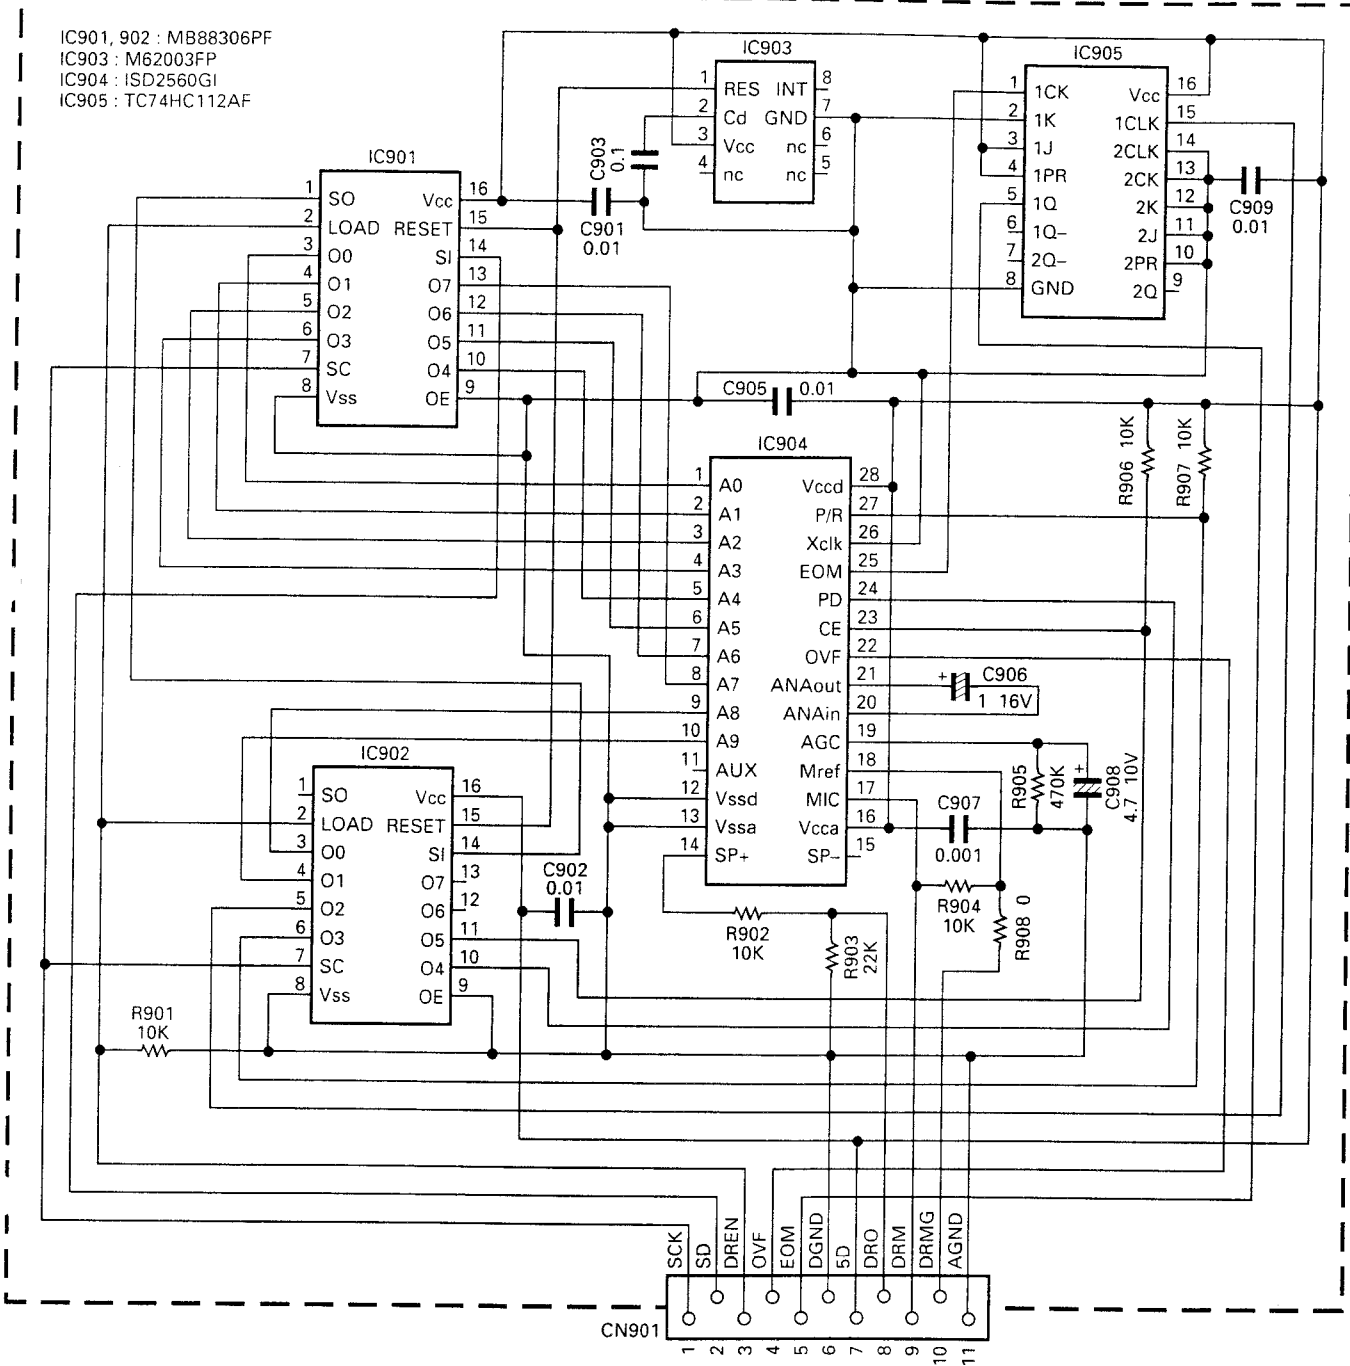 IC901, 902 : MB88306PF
IC903 : M62003FP
IC904 : ISD2560GI
IC905 : TC74HC112AF
IC903
1 RES INT 8
2 Cd GND 7
3 Vcc nc 6
4 nc nc 5
C903
0.1
IC905
1 1CK Vcc 16
2 1K 1CLK 15
3 1J 2CLK 14
4 1PR 2CK 13
5 1Q 2K 12
6 1Q– 2J 11
7 2Q– 2PR 10
8 GND 2Q 9
C909
0.01
IC901
1 SO Vcc 16
2 LOAD RESET 15
3 O0 SI 14
4 O1 O7 13
5 O2 O6 12
6 O3 O5 11
7 SC O4 10
8 Vss OE 9
C901
0.01
C905 0.01
R906 10K
R907 10K
IC904
1 A0 Vccd 28
2 A1 P/R 27
3 A2 Xclk 26
4 A3 EOM 25
5 A4 PD 24
6 A5 CE 23
7 A6 OVF 22
8 A7 ANAout 21
9 A8 ANAin 20
10 A9 AGC 19
11 AUX Mref 18
12 Vssd MIC 17
13 Vssa Vcca 16
14 SP+ SP– 15
+ C906
1 16V
R905
470K
+
C908
4.7 10V
C907
0.001
R904
10K
R908 0
R902
10K
R903
22K
IC902
1 SO Vcc 16
2 LOAD RESET 15
3 O0 SI 14
4 O1 O7 13
5 O2 O6 12
6 O3 O5 11
7 SC O4 10
8 Vss OE 9
C902
0.01
R901
10K
SCK
SD
DREN
OVF
EOM
DGND
5D
DRO
DRM
DRMG
AGND
CN901
1 2 3 4 5 6 7 8 9 10 11